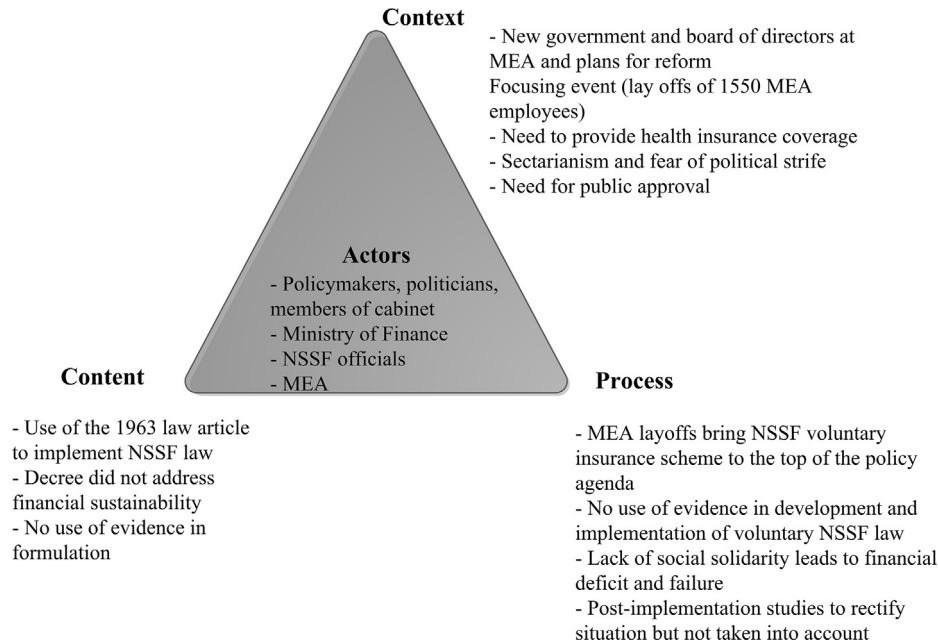 Context
- New government and board of directors at
MEA and plans for reform
Focusing event (lay offs of 1550 MEA
employees)
- Need to provide health insurance coverage
- Sectarianism and fear of political strife
- Need for public approval
Actors
- Policymakers, politicians,
members of cabinet
- Ministry of Finance
- NSSF officials
- MEA
Content
- Use of the 1963 law article
to implement NSSF law
- Decree did not address
financial sustainability
- No use of evidence in
formulation
Process
- MEA layoffs bring NSSF voluntary
insurance scheme to the top of the policy
agenda
- No use of evidence in development and
implementation of voluntary NSSF law
- Lack of social solidarity leads to financial
deficit and failure
- Post-implementation studies to rectify
situation but not taken into account